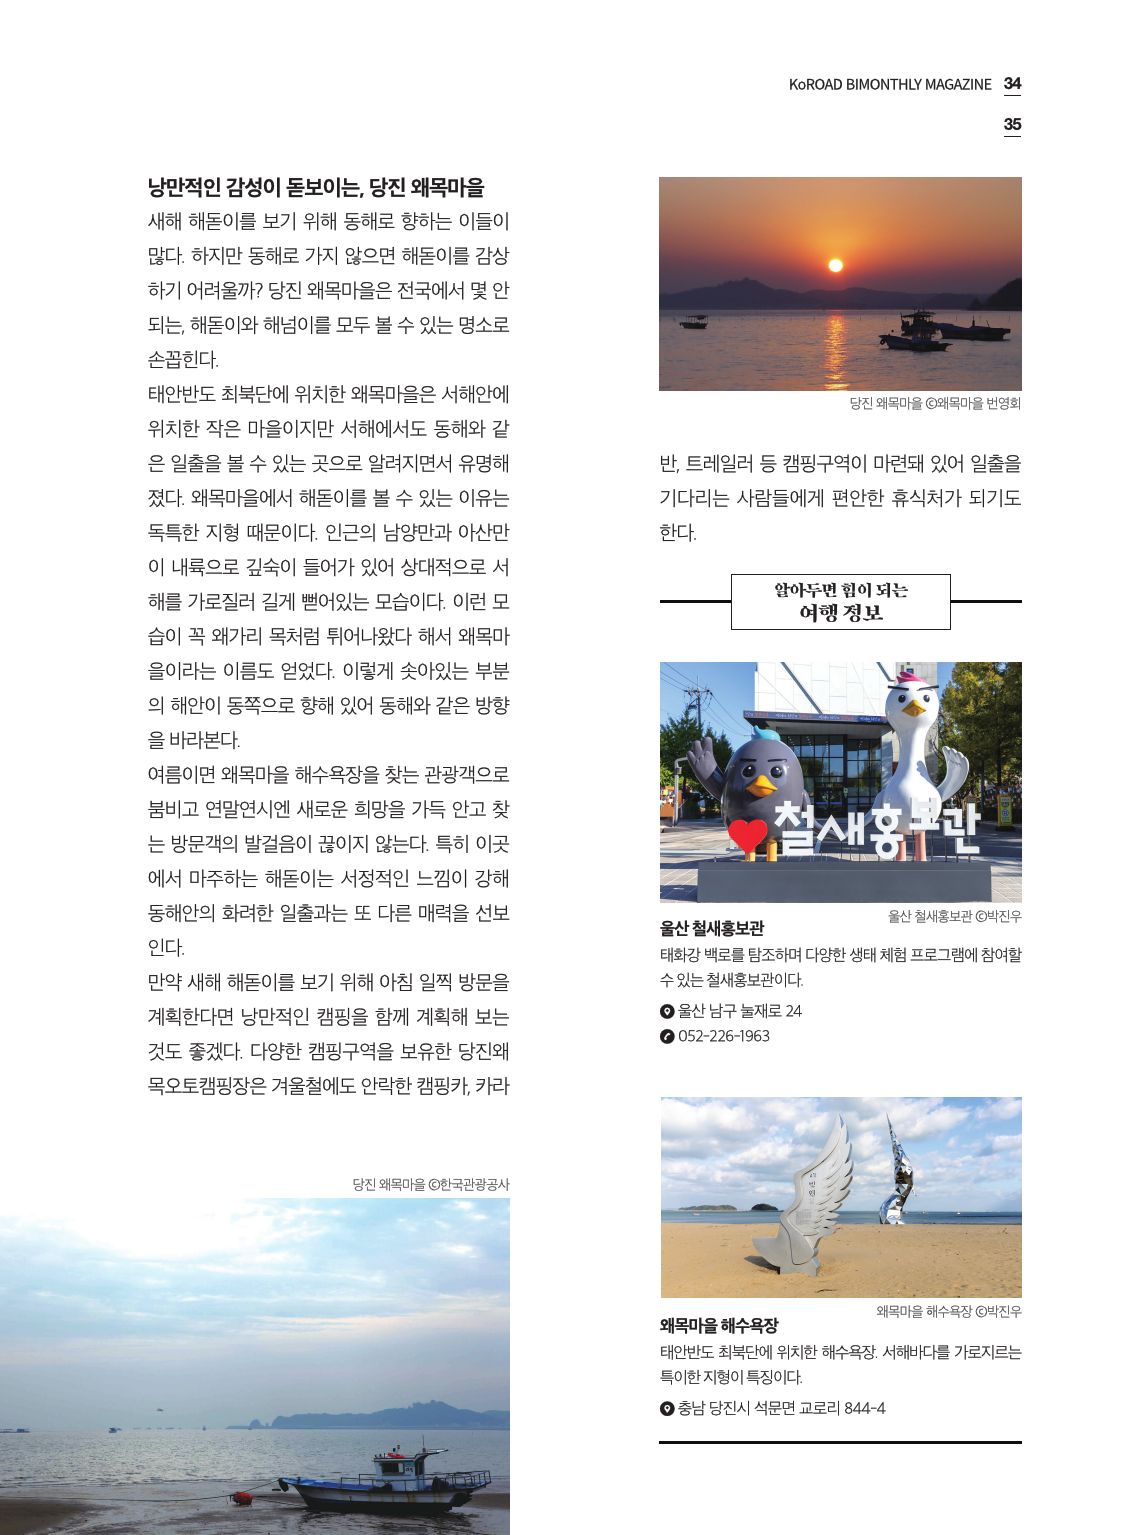 KoROAD BIMONTHLY MAGAZINE 34
35
낭만적인 감성이 돋보이는, 당진 왜목마을
새해 해돋이를 보기 위해 동해로 향하는 이들이
많다. 하지만 동해로 가지 않으면 해돋이를 감상
하기 어려울까? 당진 왜목마을은 전국에서 몇 안
되는, 해돋이와 해넘이를 모두 볼 수 있는 명소로
손꼽힌다.
태안반도 최북단에 위치한 왜목마을은 서해안에
위치한 작은 마을이지만 서해에서도 동해와 같
은 일출을 볼 수 있는 곳으로 알려지면서 유명해
졌다. 왜목마을에서 해돋이를 볼 수 있는 이유는
독특한 지형 때문이다. 인근의 남양만과 아산만
이 내륙으로 깊숙이 들어가 있어 상대적으로 서
해를 가로질러 길게 뻗어있는 모습이다. 이런 모
습이 꼭 왜가리 목처럼 튀어나왔다 해서 왜목마
을이라는 이름도 얻었다. 이렇게 솟아있는 부분
의 해안이 동쪽으로 향해 있어 동해와 같은 방향
을 바라본다.
여름이면 왜목마을 해수욕장을 찾는 관광객으로
붐비고 연말연시엔 새로운 희망을 가득 안고 찾
는 방문객의 발걸음이 끊이지 않는다. 특히 이곳
에서 마주하는 해돋이는 서정적인 느낌이 강해
동해안의 화려한 일출과는 또 다른 매력을 선보
인다.
만약 새해 해돋이를 보기 위해 아침 일찍 방문을
계획한다면 낭만적인 캠핑을 함께 계획해 보는
것도 좋겠다. 다양한 캠핑구역을 보유한 당진왜
목오토캠핑장은 겨울철에도 안락한 캠핑카, 카라
당진 왜목마을 ©한국관광공사
당진 왜목마을 ©왜목마을 번영회
반, 트레일러 등 캠핑구역이 마련돼 있어 일출을
기다리는 사람들에게 편안한 휴식처가 되기도
한다.
알아두면 힘이 되는
여행 정보
철새홍보관
울산 철새홍보관 ©박진우
울산 철새홍보관
태화강 백로를 탐조하며 다양한 생태 체험 프로그램에 참여할
수 있는 철새홍보관이다.
울산 남구 눌재로 24
052-226-1963
왜목마을 해수욕장 ©박진우
왜목마을 해수욕장
태안반도 최북단에 위치한 해수욕장. 서해바다를 가로지르는
특이한 지형이 특징이다.
충남 당진시 석문면 교로리 844-4